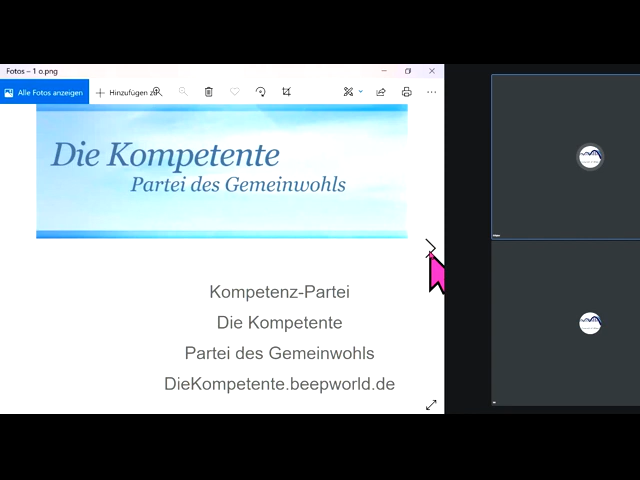 Fotos – 1 o.png
Alle Fotos anzeigen
Hinzufügen zu
Die Kompetente
Partei des Gemeinwohls
Kompetenz-Partei
Die Kompetente
Partei des Gemeinwohls
DieKompetente.beepworld.de